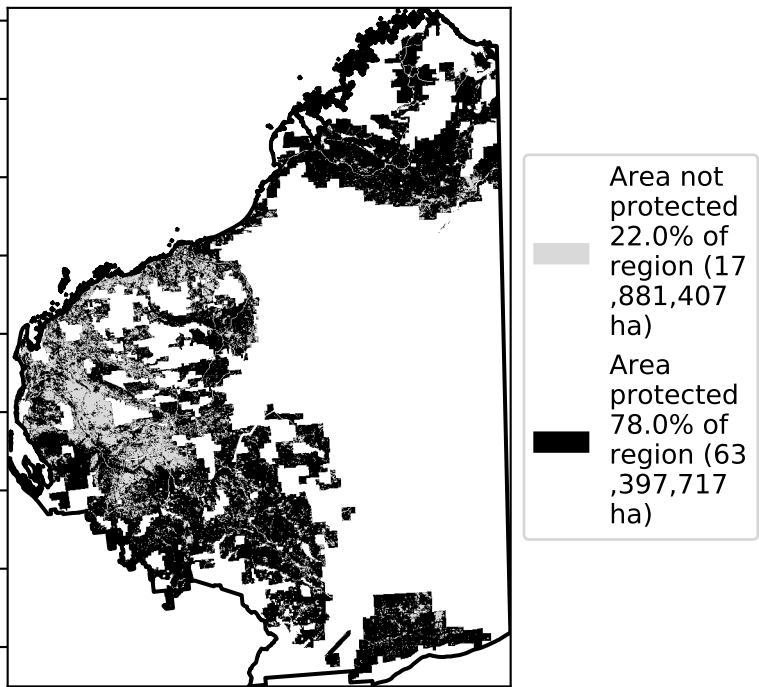 Area not
protected
22.0% of
region (17
,881,407
ha)
Area
protected
78.0% of
region (63
,397,717
ha)